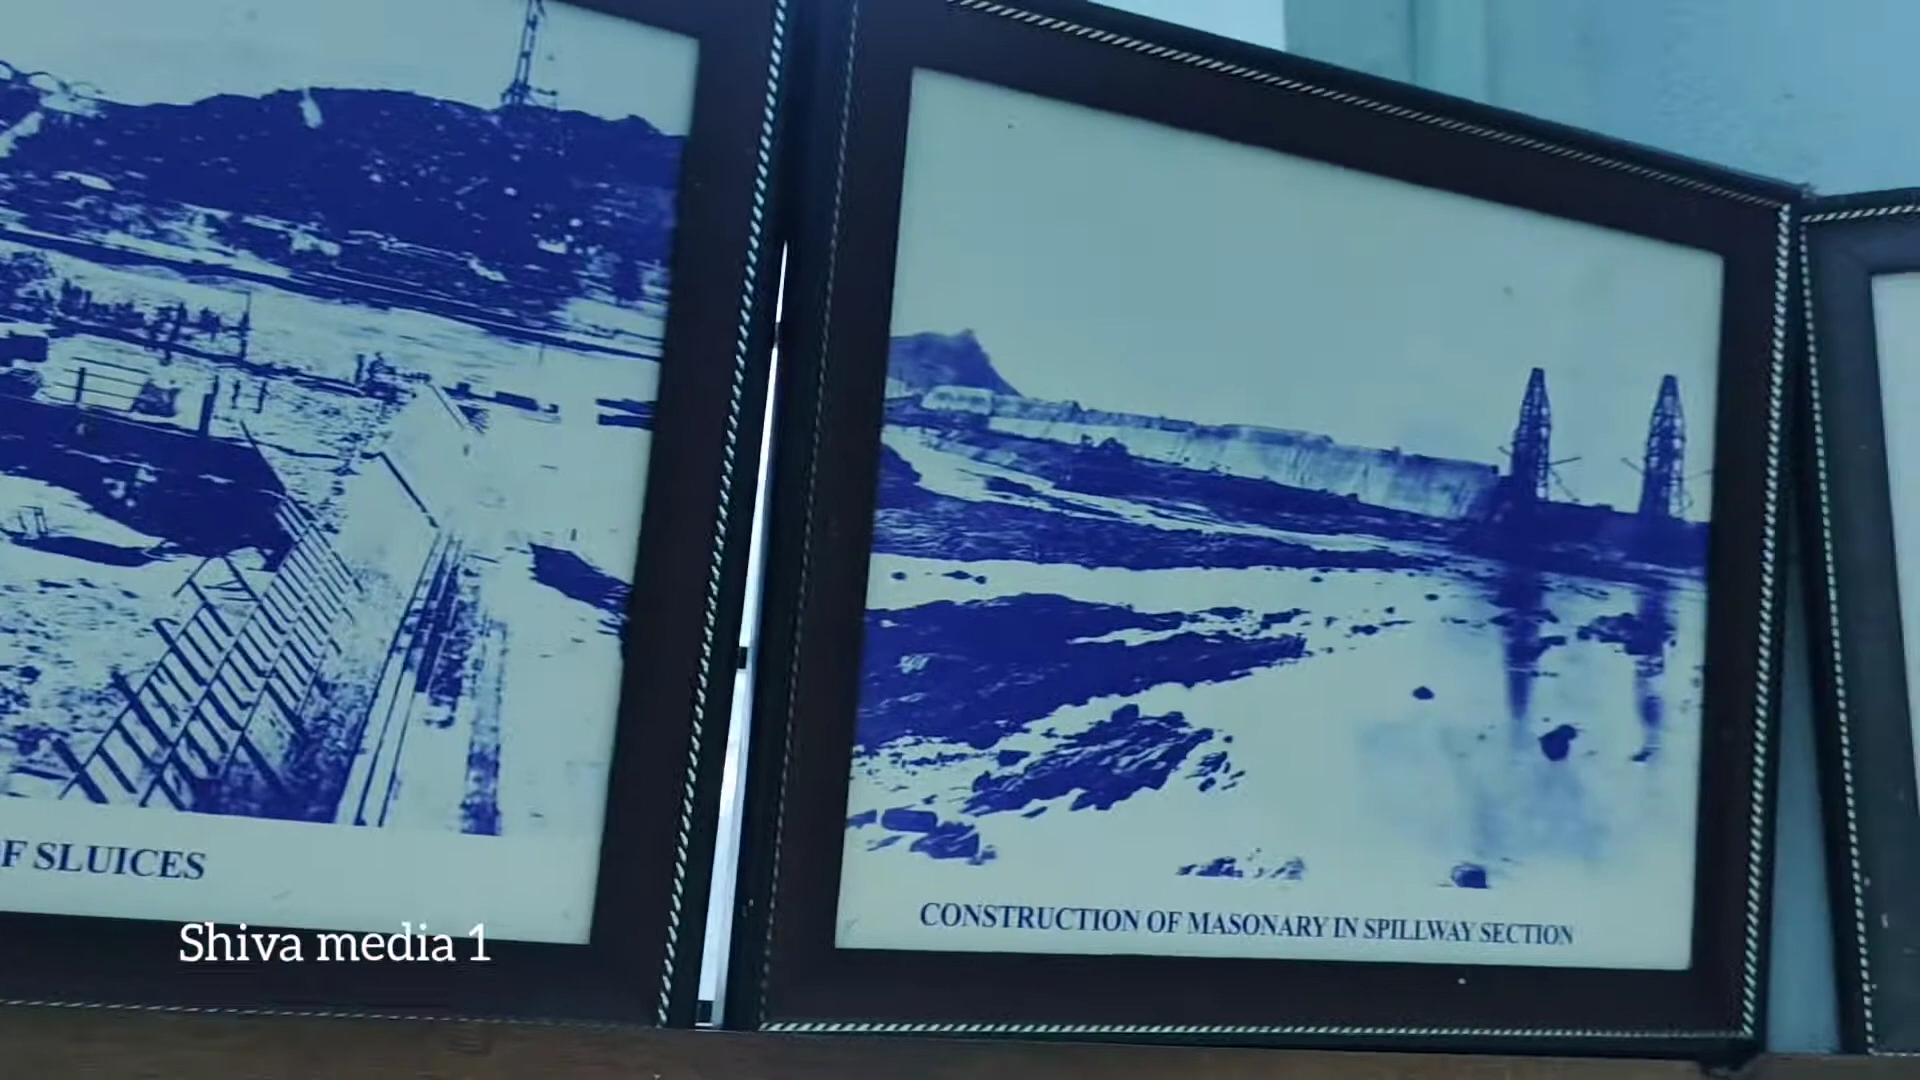 F SLUICES
CONSTRUCTION OF MASONARY IN SPILLWAY SECTION
Shiva media 1